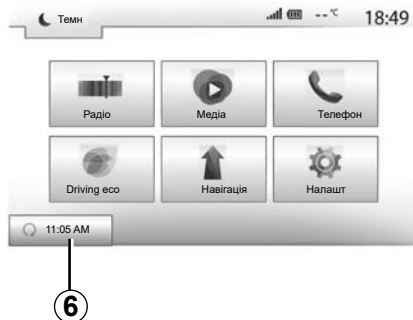 Темн
--°C 18:49
Радіо Медіа Телефон
Driving eco Навігація Налашт
11:05 AM
6